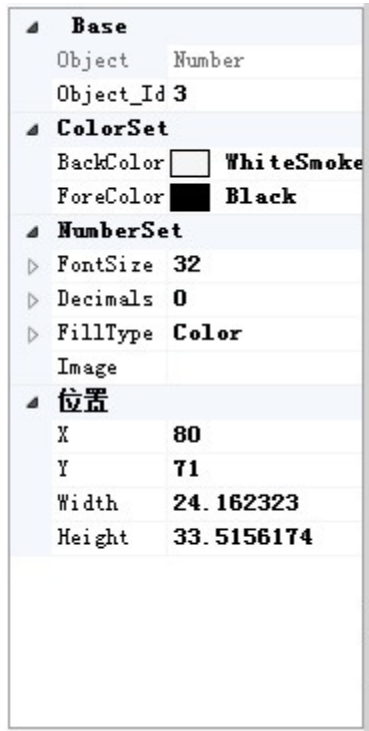 Base
Object Number
Object_Id 3
ColorSet
BackColor WhiteSmoke
ForeColor Black
NumberSet
FontSize 32
Decimals 0
FillType Color
Image
位置
X 80
Y 71
Width 24.162323
Height 33.5156174